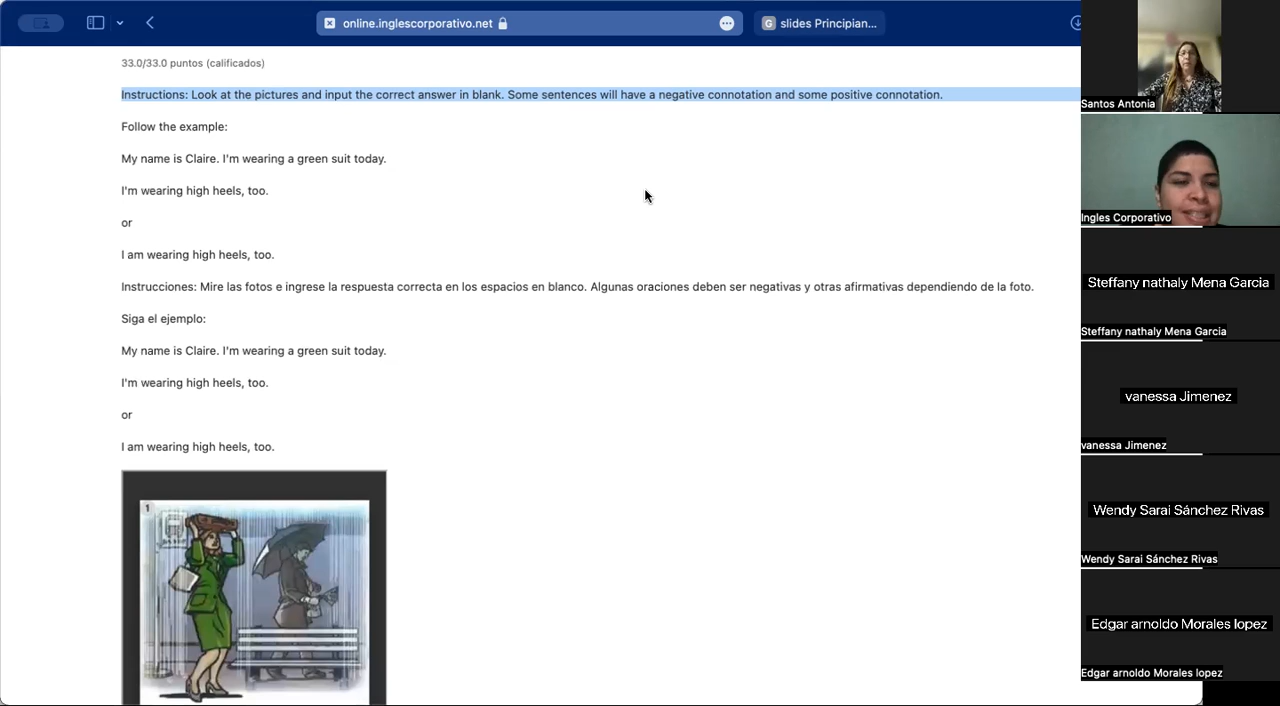 online.inglescorporativo.net
G slides Principian...
33.0/33.0 puntos (calificados)
Instructions: Look at the pictures and input the correct answer in blank. Some sentences will have a negative connotation and some positive connotation.
Follow the example:
My name is Claire. I'm wearing a green suit today.
I'm wearing high heels, too.
or
I am wearing high heels, too.
Instrucciones: Mire las fotos e ingrese la respuesta correcta en los espacios en blanco. Algunas oraciones deben ser negativas y otras afirmativas dependiendo de la foto.
Siga el ejemplo:
My name is Claire. I'm wearing a green suit today.
I'm wearing high heels, too.
or
I am wearing high heels, too.
1
Santos Antonia
Ingles Corporativo
Steffany nathaly Mena Garcia
Steffany nathaly Mena Garcia
vanessa Jimenez
vanessa Jimenez
Wendy Sarai Sánchez Rivas
Wendy Sarai Sánchez Rivas
Edgar arnoldo Morales lopez
Edgar arnoldo Morales lopez